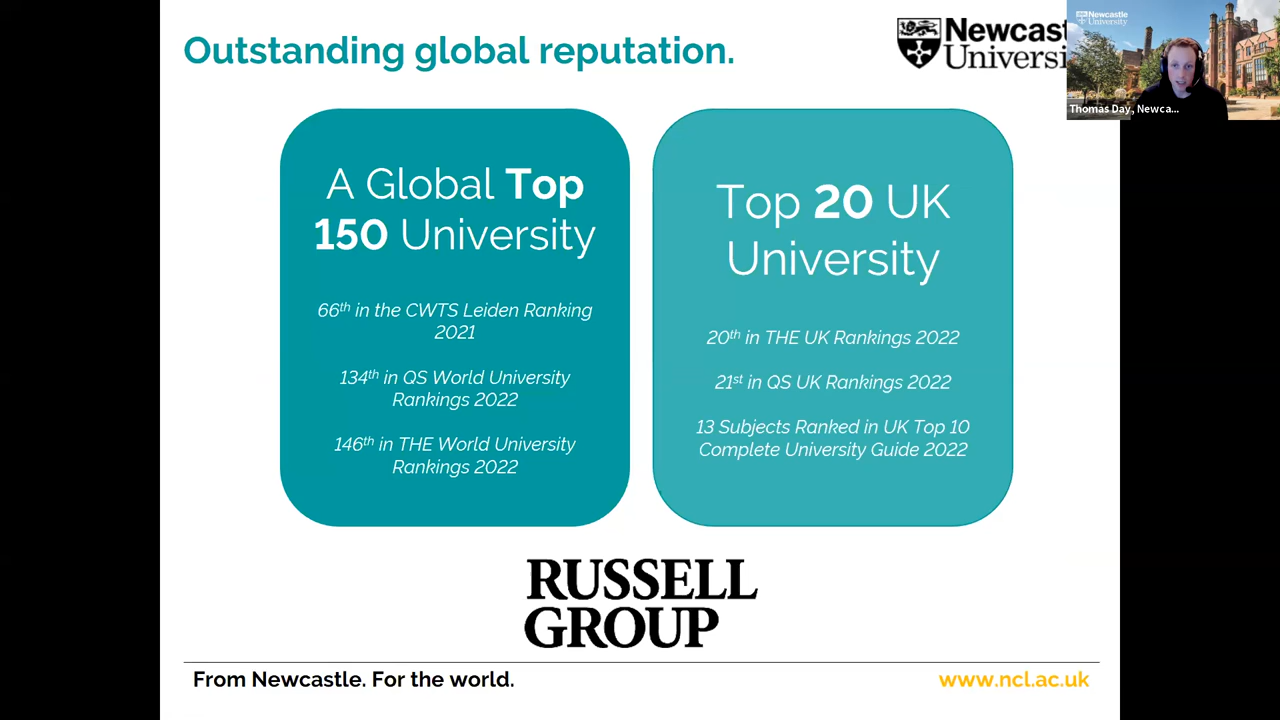 Outstanding global reputation.
Newcast
Universi
Newcastle
University
Thomas Day, Newca...
A Global Top
150 University
66th in the CWTS Leiden Ranking
2021
134th in QS World University
Rankings 2022
146th in THE World University
Rankings 2022
Top 20 UK
University
20th in THE UK Rankings 2022
21st in QS UK Rankings 2022
13 Subjects Ranked in UK Top 10
Complete University Guide 2022
RUSSELL
GROUP
From Newcastle. For the world.
www.ncl.ac.uk